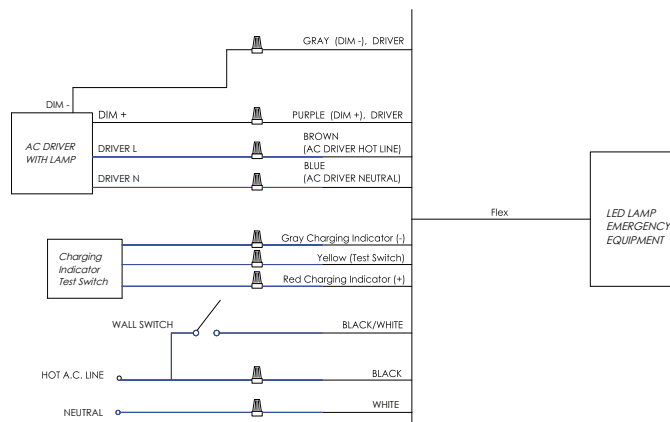 GRAY (DIM -), DRIVER
DIM -
DIM +
PURPLE (DIM +), DRIVER
AC DRIVER
WITH LAMP
DRIVER L
BROWN
(AC DRIVER HOT LINE)
DRIVER N
BLUE
(AC DRIVER NEUTRAL)
Flex
LED LAMP
EMERGENCY
EQUIPMENT
Charging
Indicator
Test Switch
Gray Charging Indicator (-)
Yellow (Test Switch)
Red Charging Indicator (+)
WALL SWITCH
BLACK/WHITE
HOT A.C. LINE
BLACK
NEUTRAL
WHITE